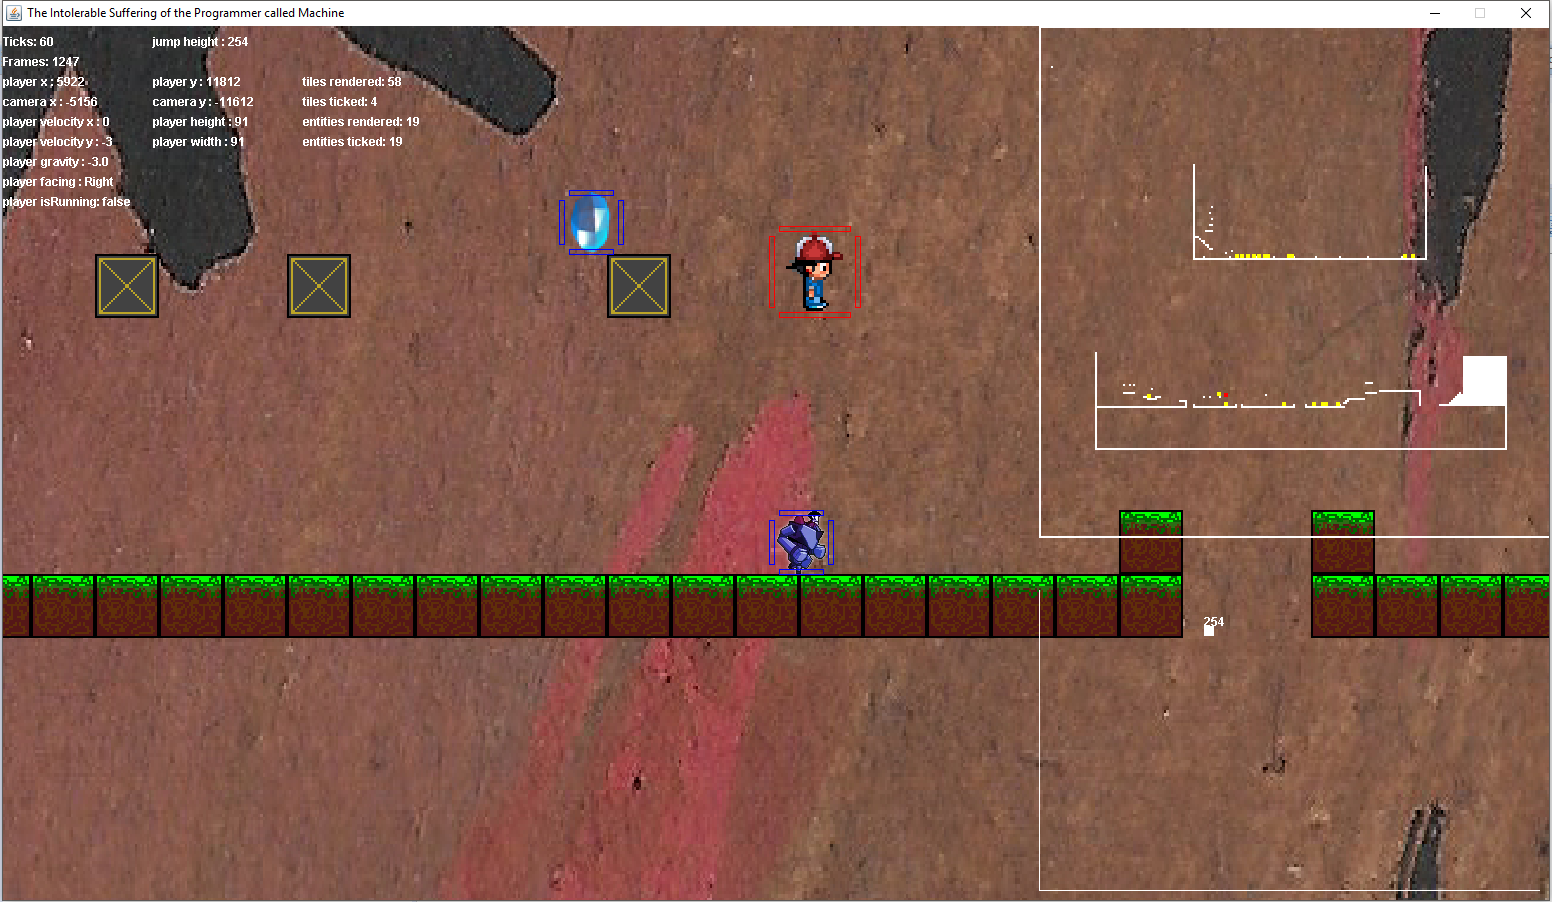 The Intolerable Suffering of the Programmer called Machine
Ticks: 60 jump height : 254
Frames: 1247
player x : 5922 player y : 11812 tiles rendered: 58
camera x : -5156 camera y : -11612 tiles ticked: 4
player velocity x : 0 player height : 91 entities rendered: 19
player velocity y : -3 player width : 91 entities ticked: 19
player gravity : -3.0
player facing : Right
player isRunning: false
254